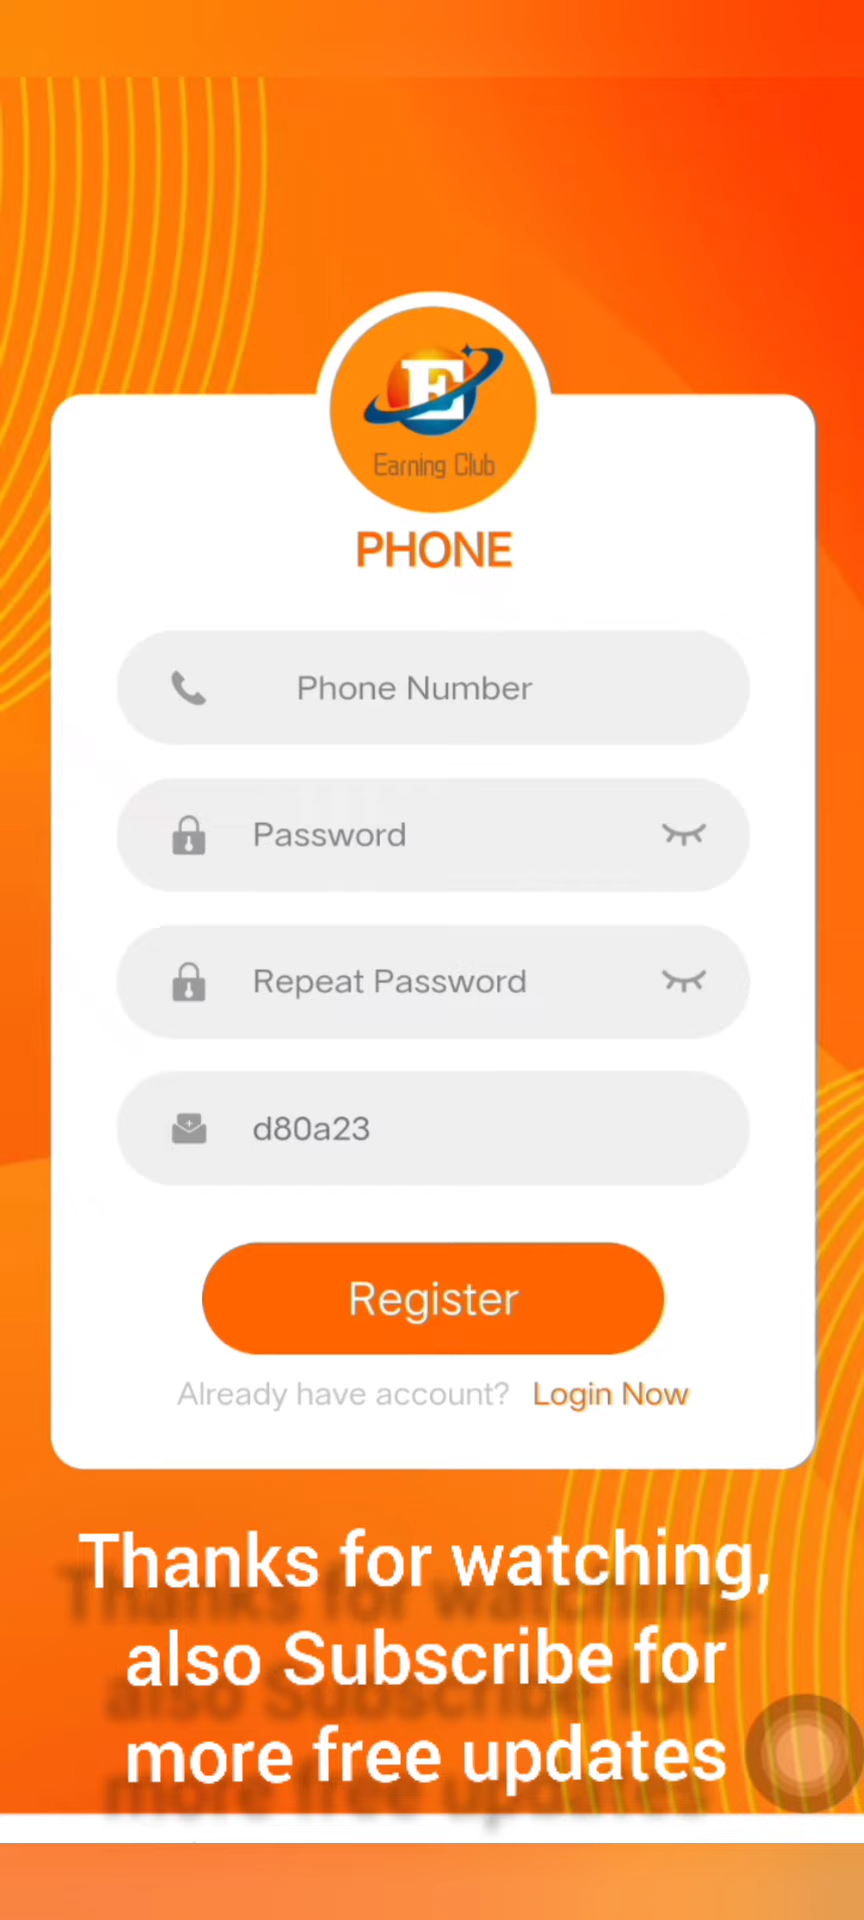 E
Earning Club
PHONE
Phone Number
Password
Repeat Password
d80a23
Register
Already have account? Login Now
Thanks for watching,
also Subscribe for
more free updates